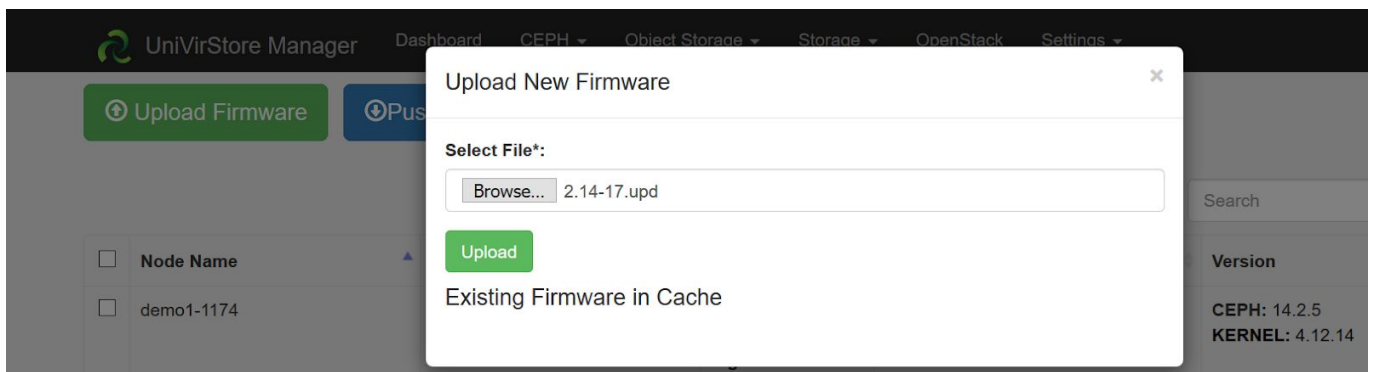 UniVirStore Manager Dashboard CEPH Object Storage Storage OpenStack Settings
Upload New Firmware ×
Upload Firmware Pus
Select File*:
Browse... 2.14-17.upd
Search
Upload
Node Name Version
Existing Firmware in Cache
demo1-1174 CEPH: 14.2.5
KERNEL: 4.12.14